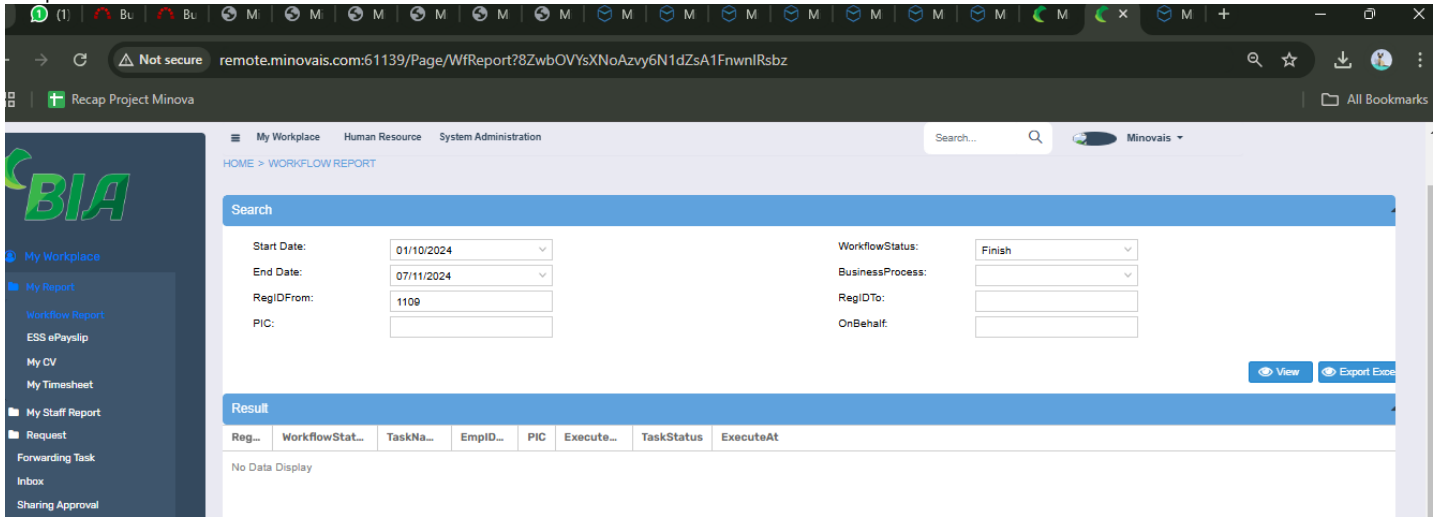 (1) Bu Bu Mi Mi M M M M M M M M M M M M M M
Not secure remote.minovais.com:61139/Page/WfReport?8ZwbOVYsXNoAzvy6N1dZsA1FnwnlRsbz
Recap Project Minova All Bookmarks
My Workplace Human Resource System Administration Search... Minovais
HOME > WORKFLOW REPORT
BIA
My Workplace
My Report
Workflow Report
ESS ePayslip
My CV
My Timesheet
My Staff Report
Request
Forwarding Task
Inbox
Sharing Approval
Search
Start Date: 01/10/2024 WorkflowStatus: Finish
End Date: 07/11/2024 BusinessProcess:
RegIDFrom: 1109 RegIDTo:
PIC: OnBehalf:
View Export Exce
Result
Reg... WorkflowStat... TaskNa... EmpID... PIC Execute... TaskStatus ExecuteAt
No Data Display